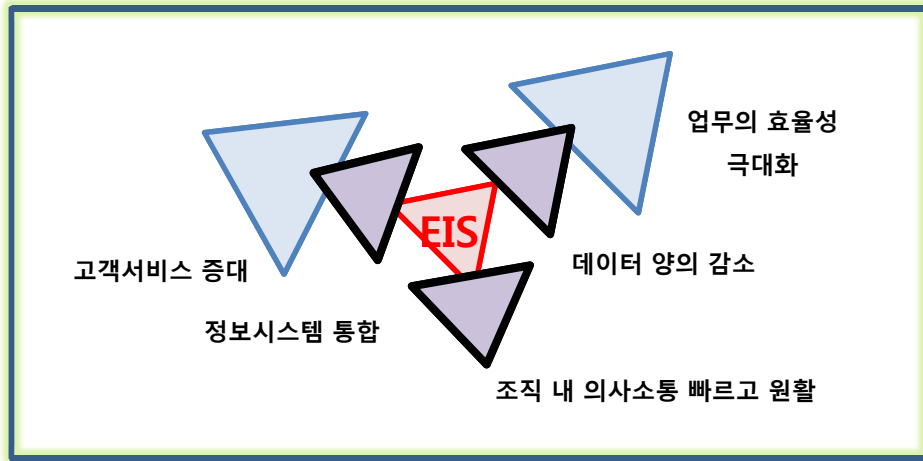 업무의 효율성
극대화
EIS
데이터 양의 감소
고객서비스 증대
정보시스템 통합
조직 내 의사소통 빠르고 원활